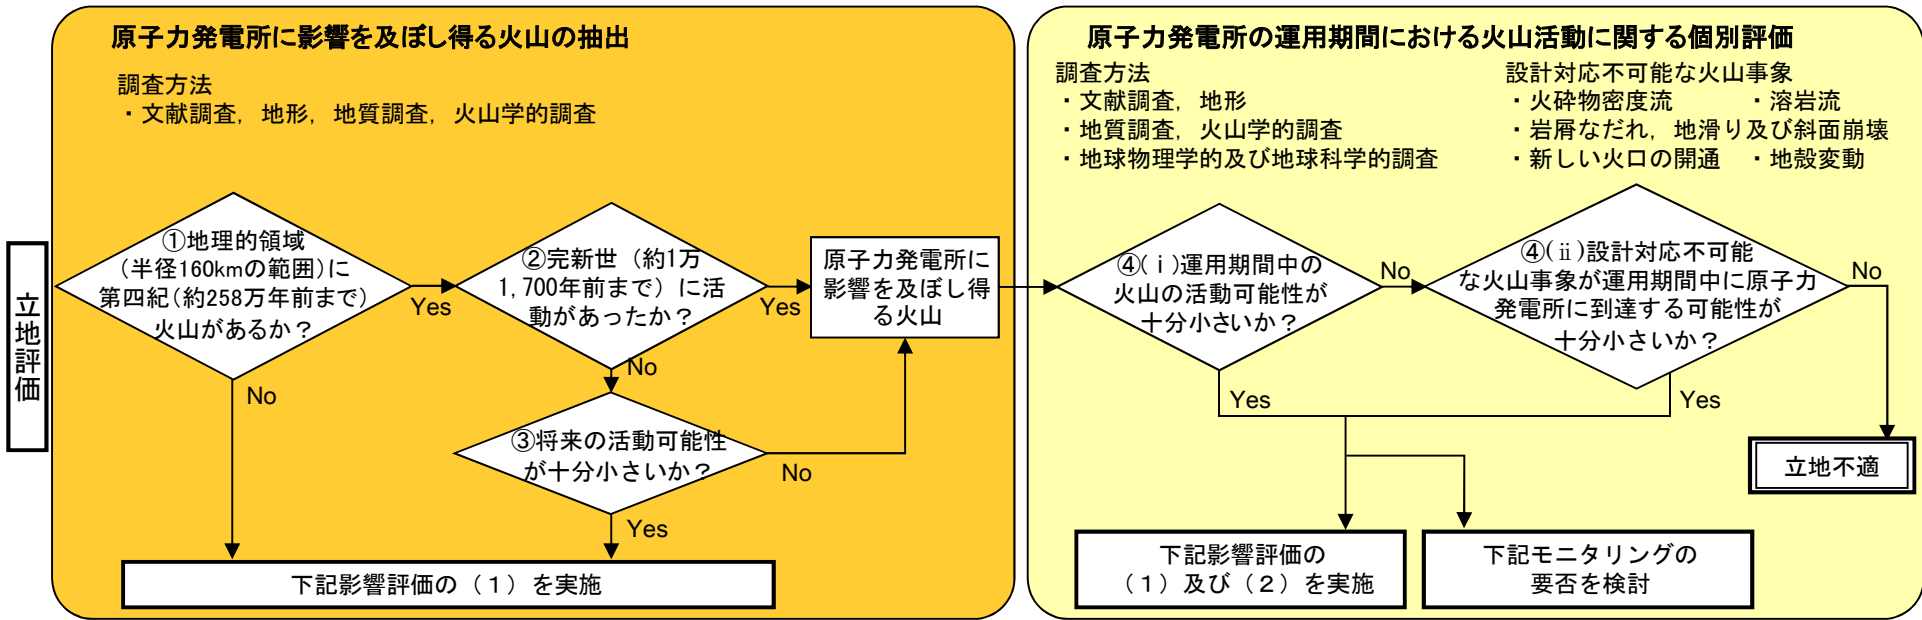 立地評価
原子力発電所に影響を及ぼし得る火山の抽出
調査方法
・文献調査，地形，地質調査，火山学的調査
①地理的領域
（半径160kmの範囲）に
第四紀（約258万年前まで）
火山があるか？
Yes
No
②完新世（約1万
1,700年前まで）に活
動があったか？
Yes
No
③将来の活動可能性
が十分小さいか？
No
Yes
原子力発電所に
影響を及ぼし得
る火山
下記影響評価の（1）を実施
原子力発電所の運用期間における火山活動に関する個別評価
調査方法
・文献調査，地形
・地質調査，火山学的調査
・地球物理学的及び地球科学的調査
設計対応不可能な火山事象
・火砕物密度流　・溶岩流
・岩屑なだれ，地滑り及び斜面崩壊
・新しい火口の開通　・地殻変動
④(ⅰ)運用期間中の
火山の活動可能性が
十分小さいか？
No
Yes
④(ⅱ)設計対応不可能
な火山事象が運用期間中に原子力
発電所に到達する可能性が
十分小さいか？
No
Yes
立地不適
下記影響評価の
（1）及び（2）を実施
下記モニタリングの
要否を検討